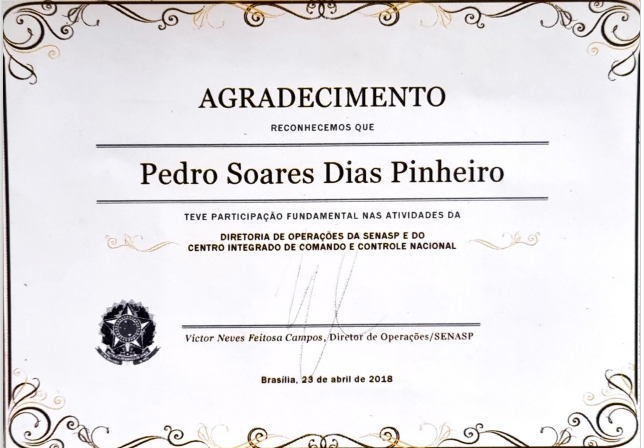 AGRADECIMENTO
RECONHECEMOS QUE
Pedro Soares Dias Pinheiro
TEVE PARTICIPAÇÃO FUNDAMENTAL NAS ATIVIDADES DA
DIRETORIA DE OPERAÇÕES DA SENASP E DO
CENTRO INTEGRADO DE COMANDO E CONTROLE NACIONAL
Victor Neves Feitosa Campos, Diretor de Operações/SENASP
Brasília, 23 de abril de 2018